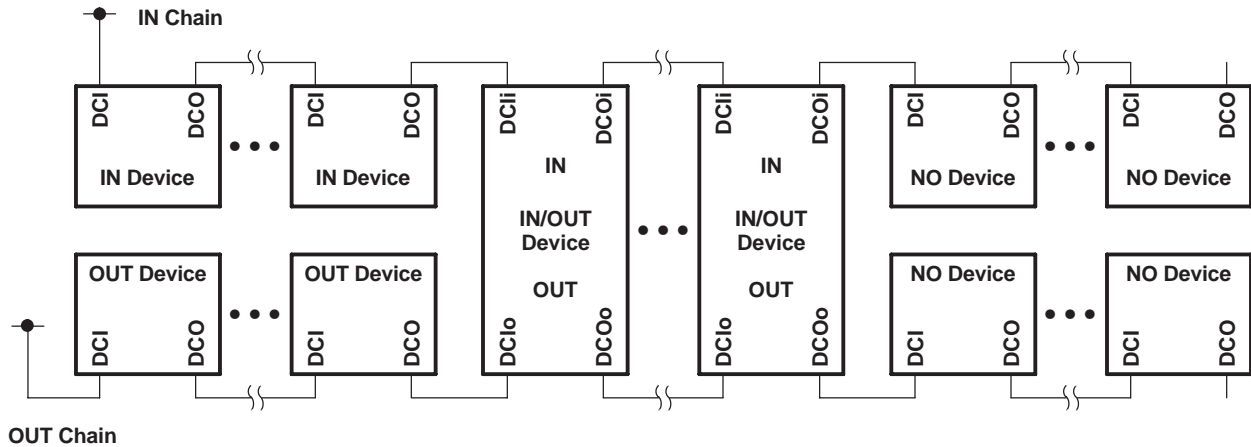 IN Chain
DCI DCO DCI DCO DCIi DCOi DCIi DCOi DCI DCO DCI DCO
IN Device IN Device IN IN NO Device NO Device
IN/OUT Device IN/OUT Device
OUT Device OUT Device NO Device NO Device
OUT OUT
DCI DCO DCI DCO DCIo DCOo DCIo DCOo DCI DCO DCI DCO
OUT Chain